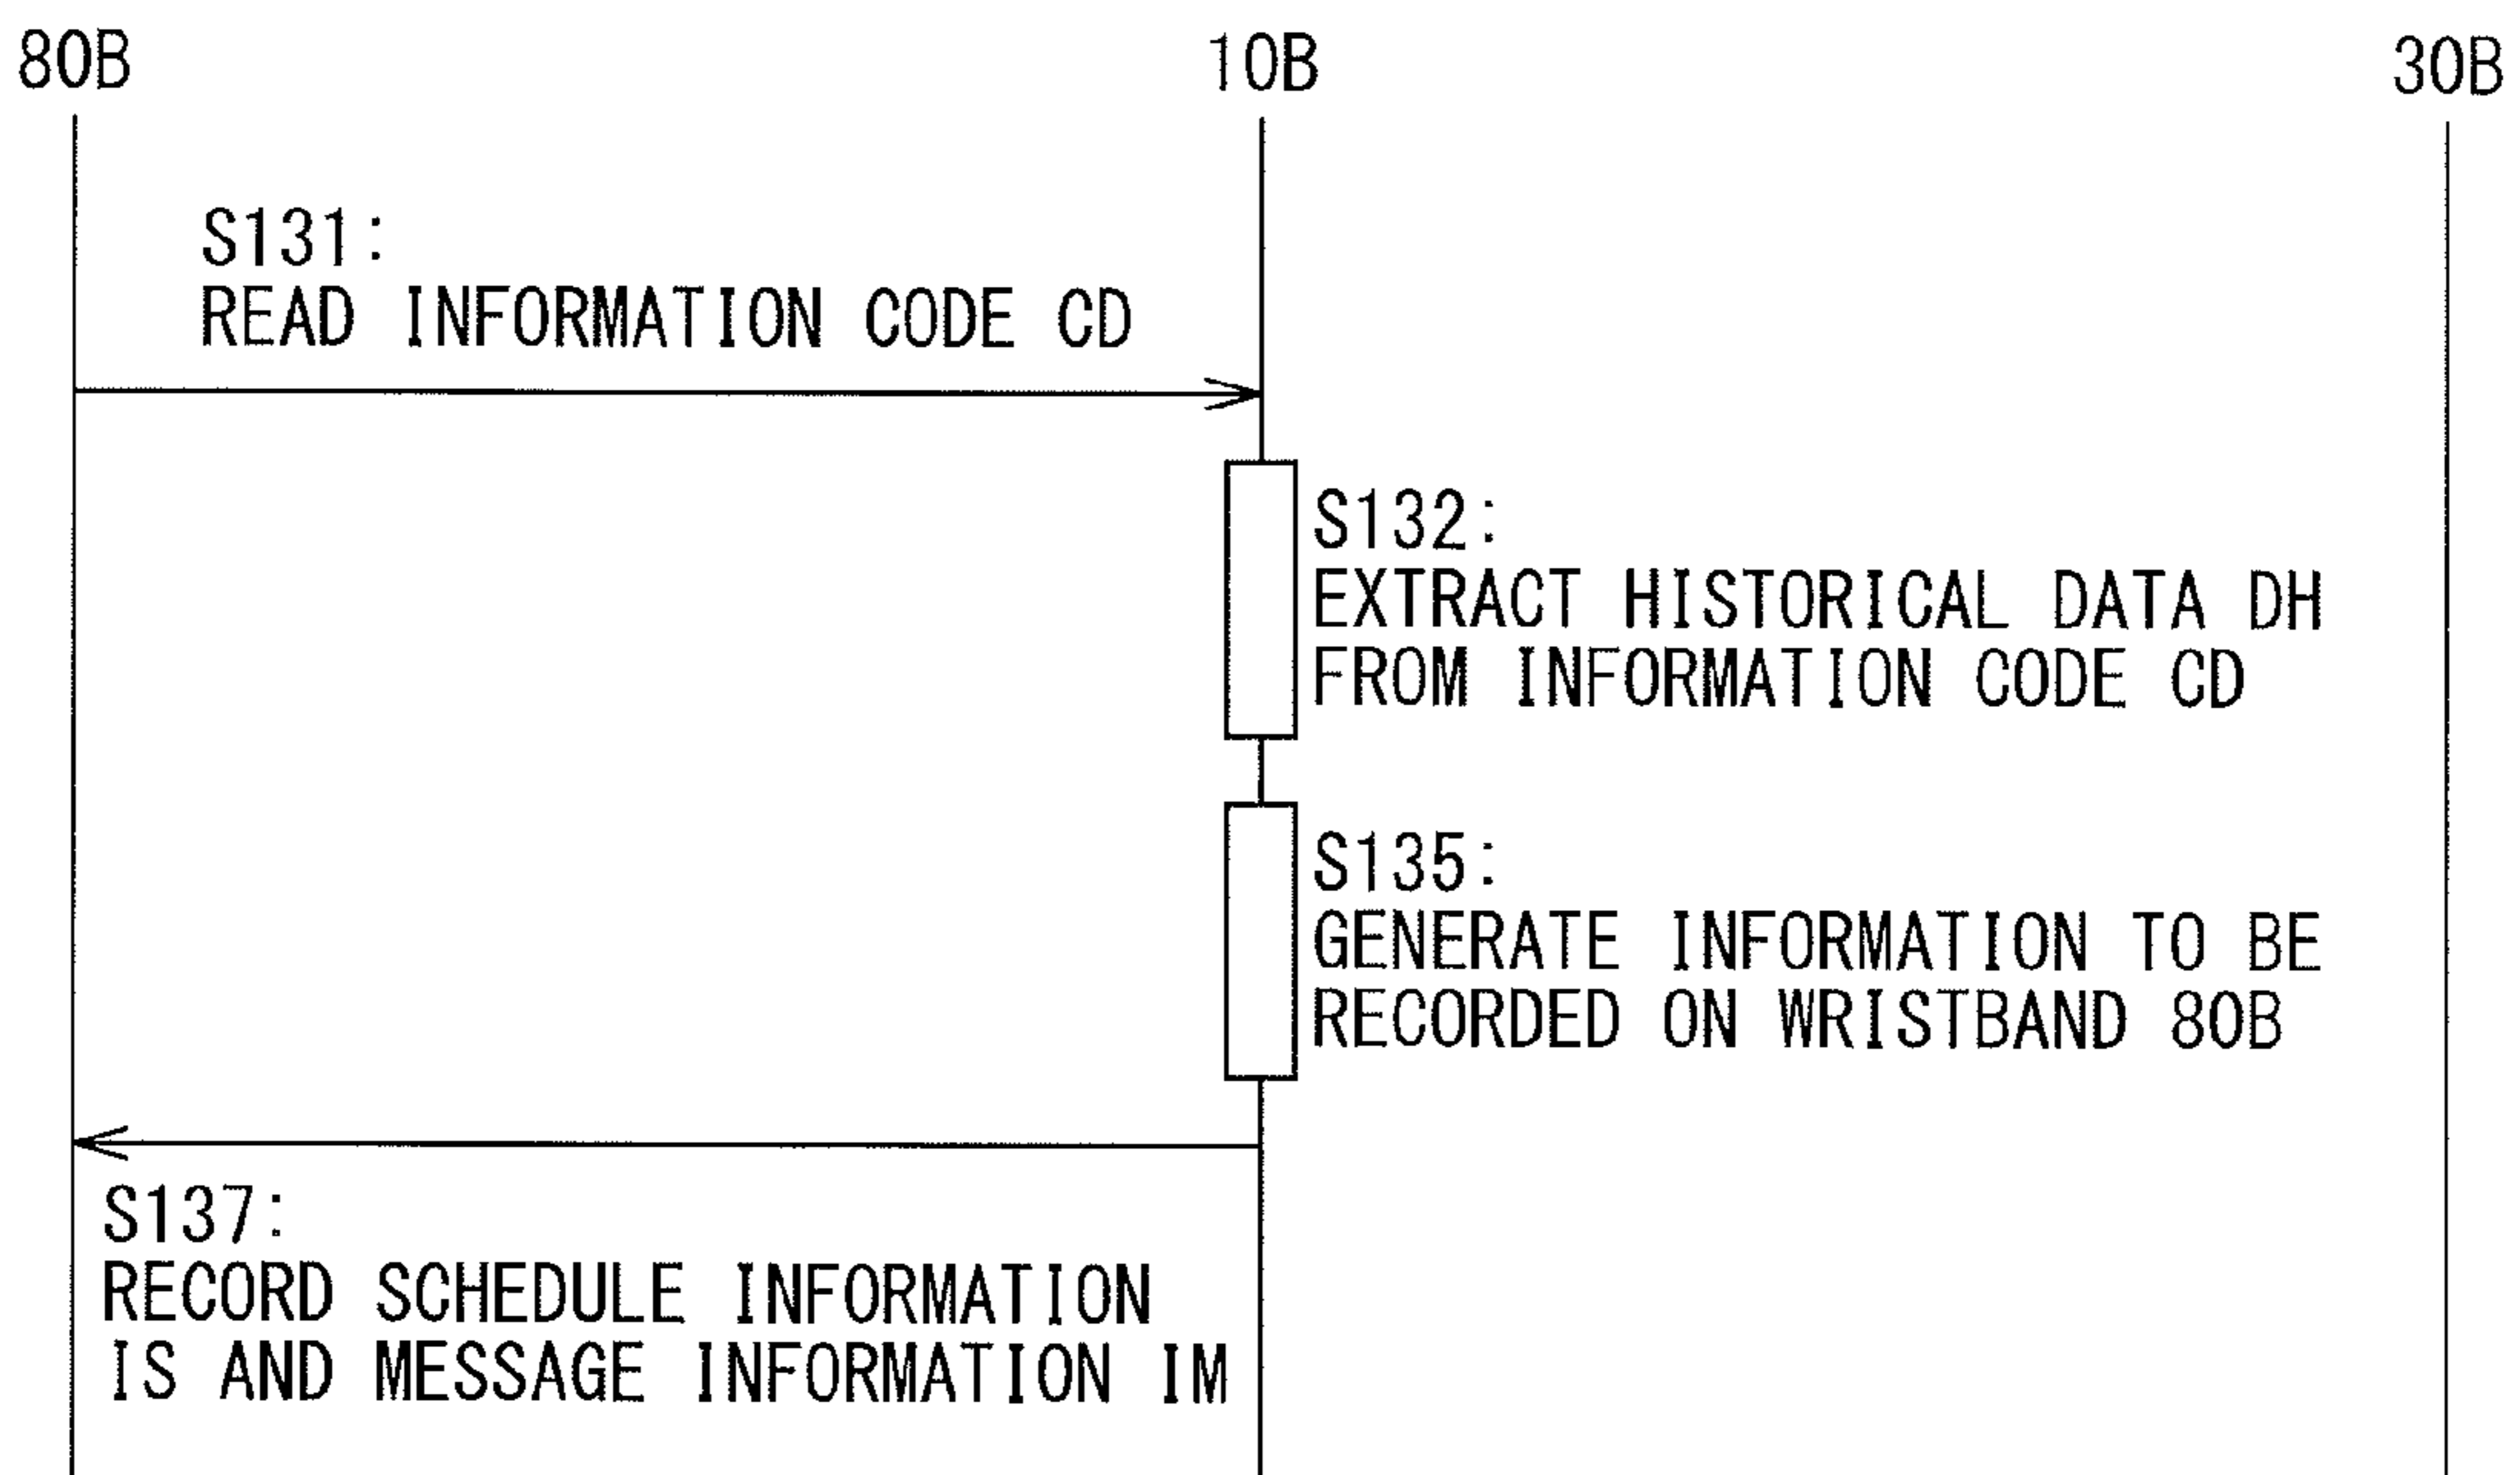 80B
10B
30B
S131:
READ INFORMATION CODE CD
S132:
EXTRACT HISTORICAL DATA DH
FROM INFORMATION CODE CD
S135:
GENERATE INFORMATION TO BE
RECORDED ON WRISTBAND 80B
S137:
RECORD SCHEDULE INFORMATION
IS AND MESSAGE INFORMATION IM